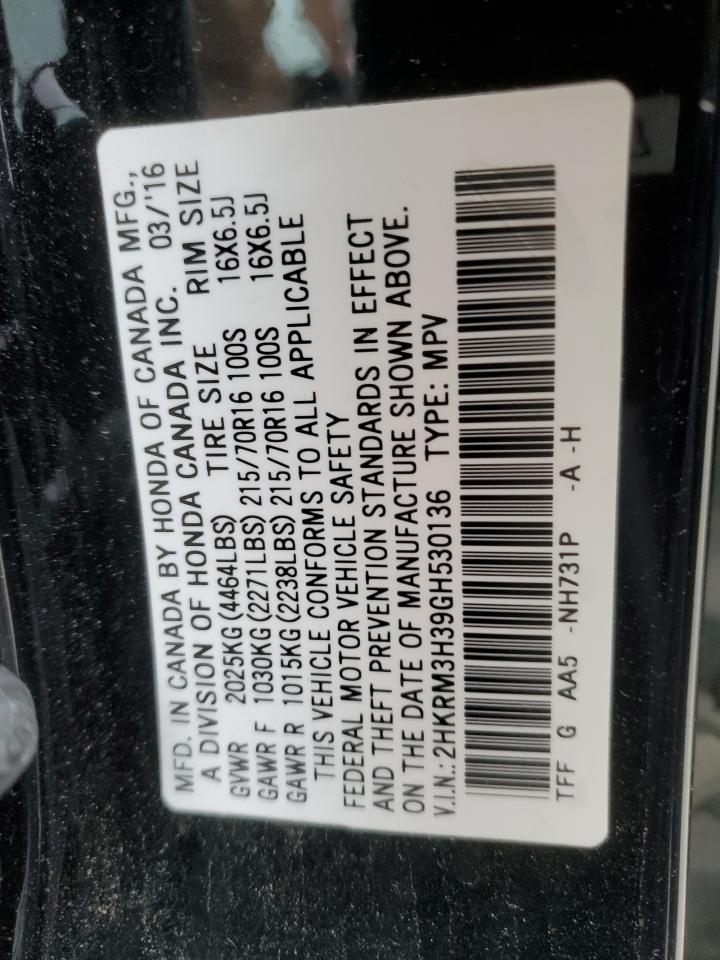 MFD. IN CANADA BY HONDA OF CANADA MFG.,
A DIVISION OF HONDA CANADA INC. 03/'16
GVWR 2025KG (4464LBS) TIRE SIZE RIM SIZE
GAWR F 1030KG (2271LBS) 215/70R16 100S 16X6.5J
GAWR R 1015KG (2238LBS) 215/70R16 100S 16X6.5J
THIS VEHICLE CONFORMS TO ALL APPLICABLE
FEDERAL MOTOR VEHICLE SAFETY
AND THEFT PREVENTION STANDARDS IN EFFECT
ON THE DATE OF MANUFACTURE SHOWN ABOVE.
V.I.N.: 2HKRM3H39GH530136 TYPE: MPV
TFF G AA5 -NH731P -A -H